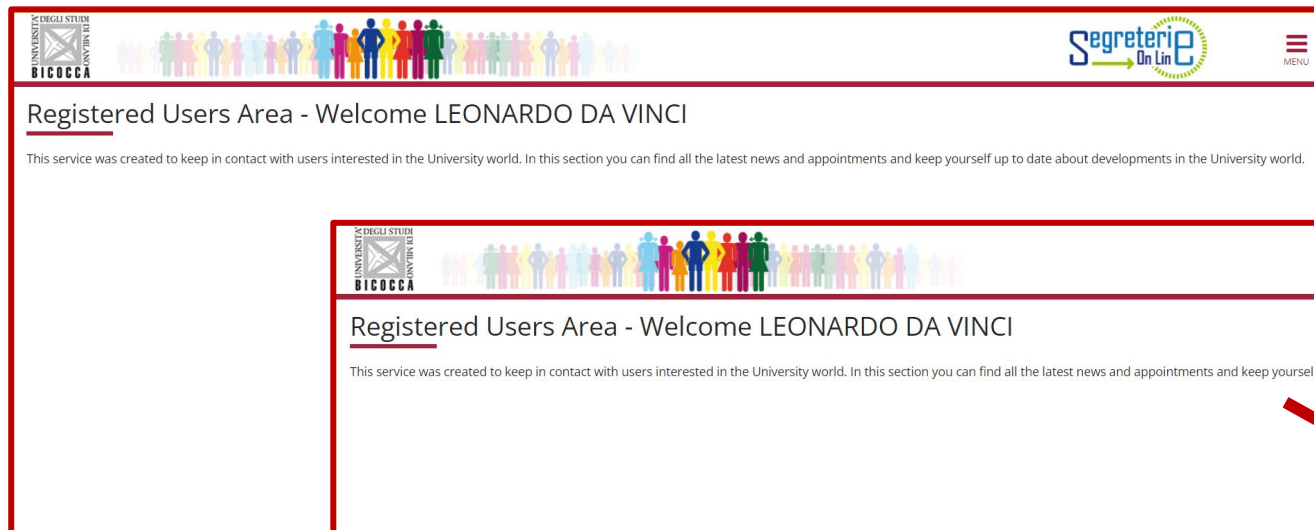 UNIVERSITÀ DEGLI STUDI DI MILANO
BICOCCA
Segreterie
On Line
MENU
Registered Users Area - Welcome LEONARDO DA VINCI
This service was created to keep in contact with users interested in the University world. In this section you can find all the latest news and appointments and keep yourself up to date about developments in the University world.
UNIVERSITÀ DEGLI STUDI DI MILANO
BICOCCA
Registered Users Area - Welcome LEONARDO DA VINCI
This service was created to keep in contact with users interested in the University world. In this section you can find all the latest news and appointments and keep yoursel